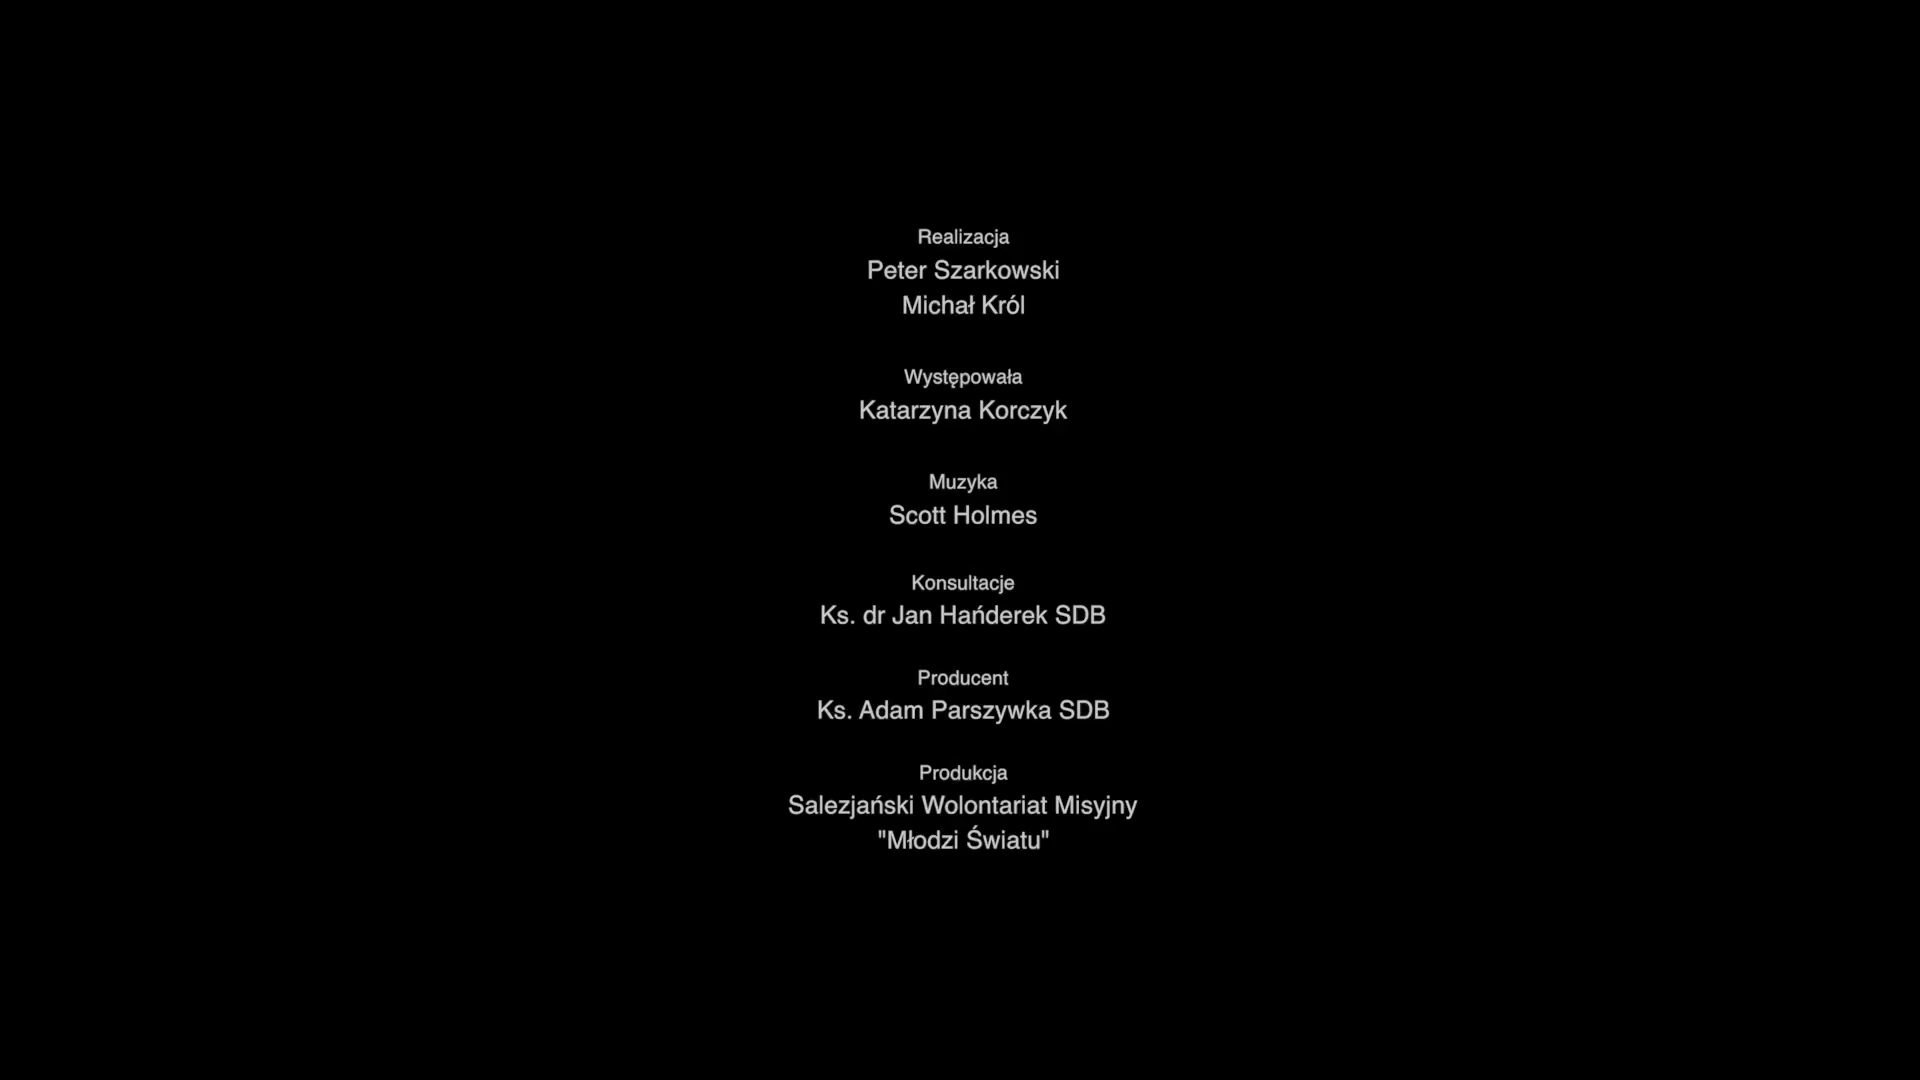 Realizacja
Peter Szarkowski
Michał Król
Występowała
Katarzyna Korczyk
Muzyka
Scott Holmes
Konsultacje
Ks. dr Jan Hańderek SDB
Producent
Ks. Adam Parszywka SDB
Produkcja
Salezjański Wolontariat Misyjny
"Młodzi Światu"